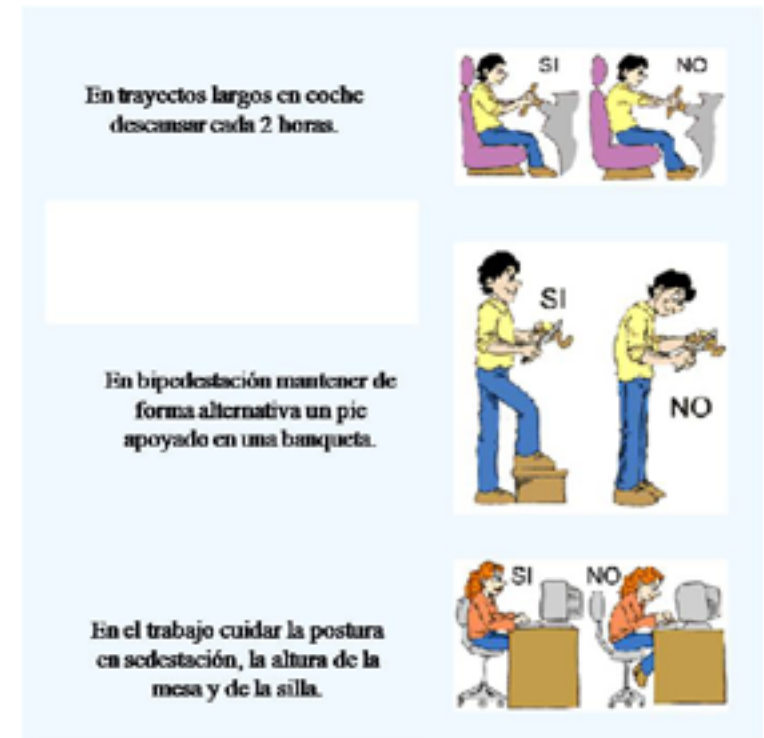 En trayectos largos en coche
descansar cada 2 horas.
SI NO
SI
NO
En bipedestación mantener de
forma alternativa un pie
apoyado en una banqueta.
SI NO
En el trabajo cuidar la postura
en sedestación, la altura de la
mesa y de la silla.